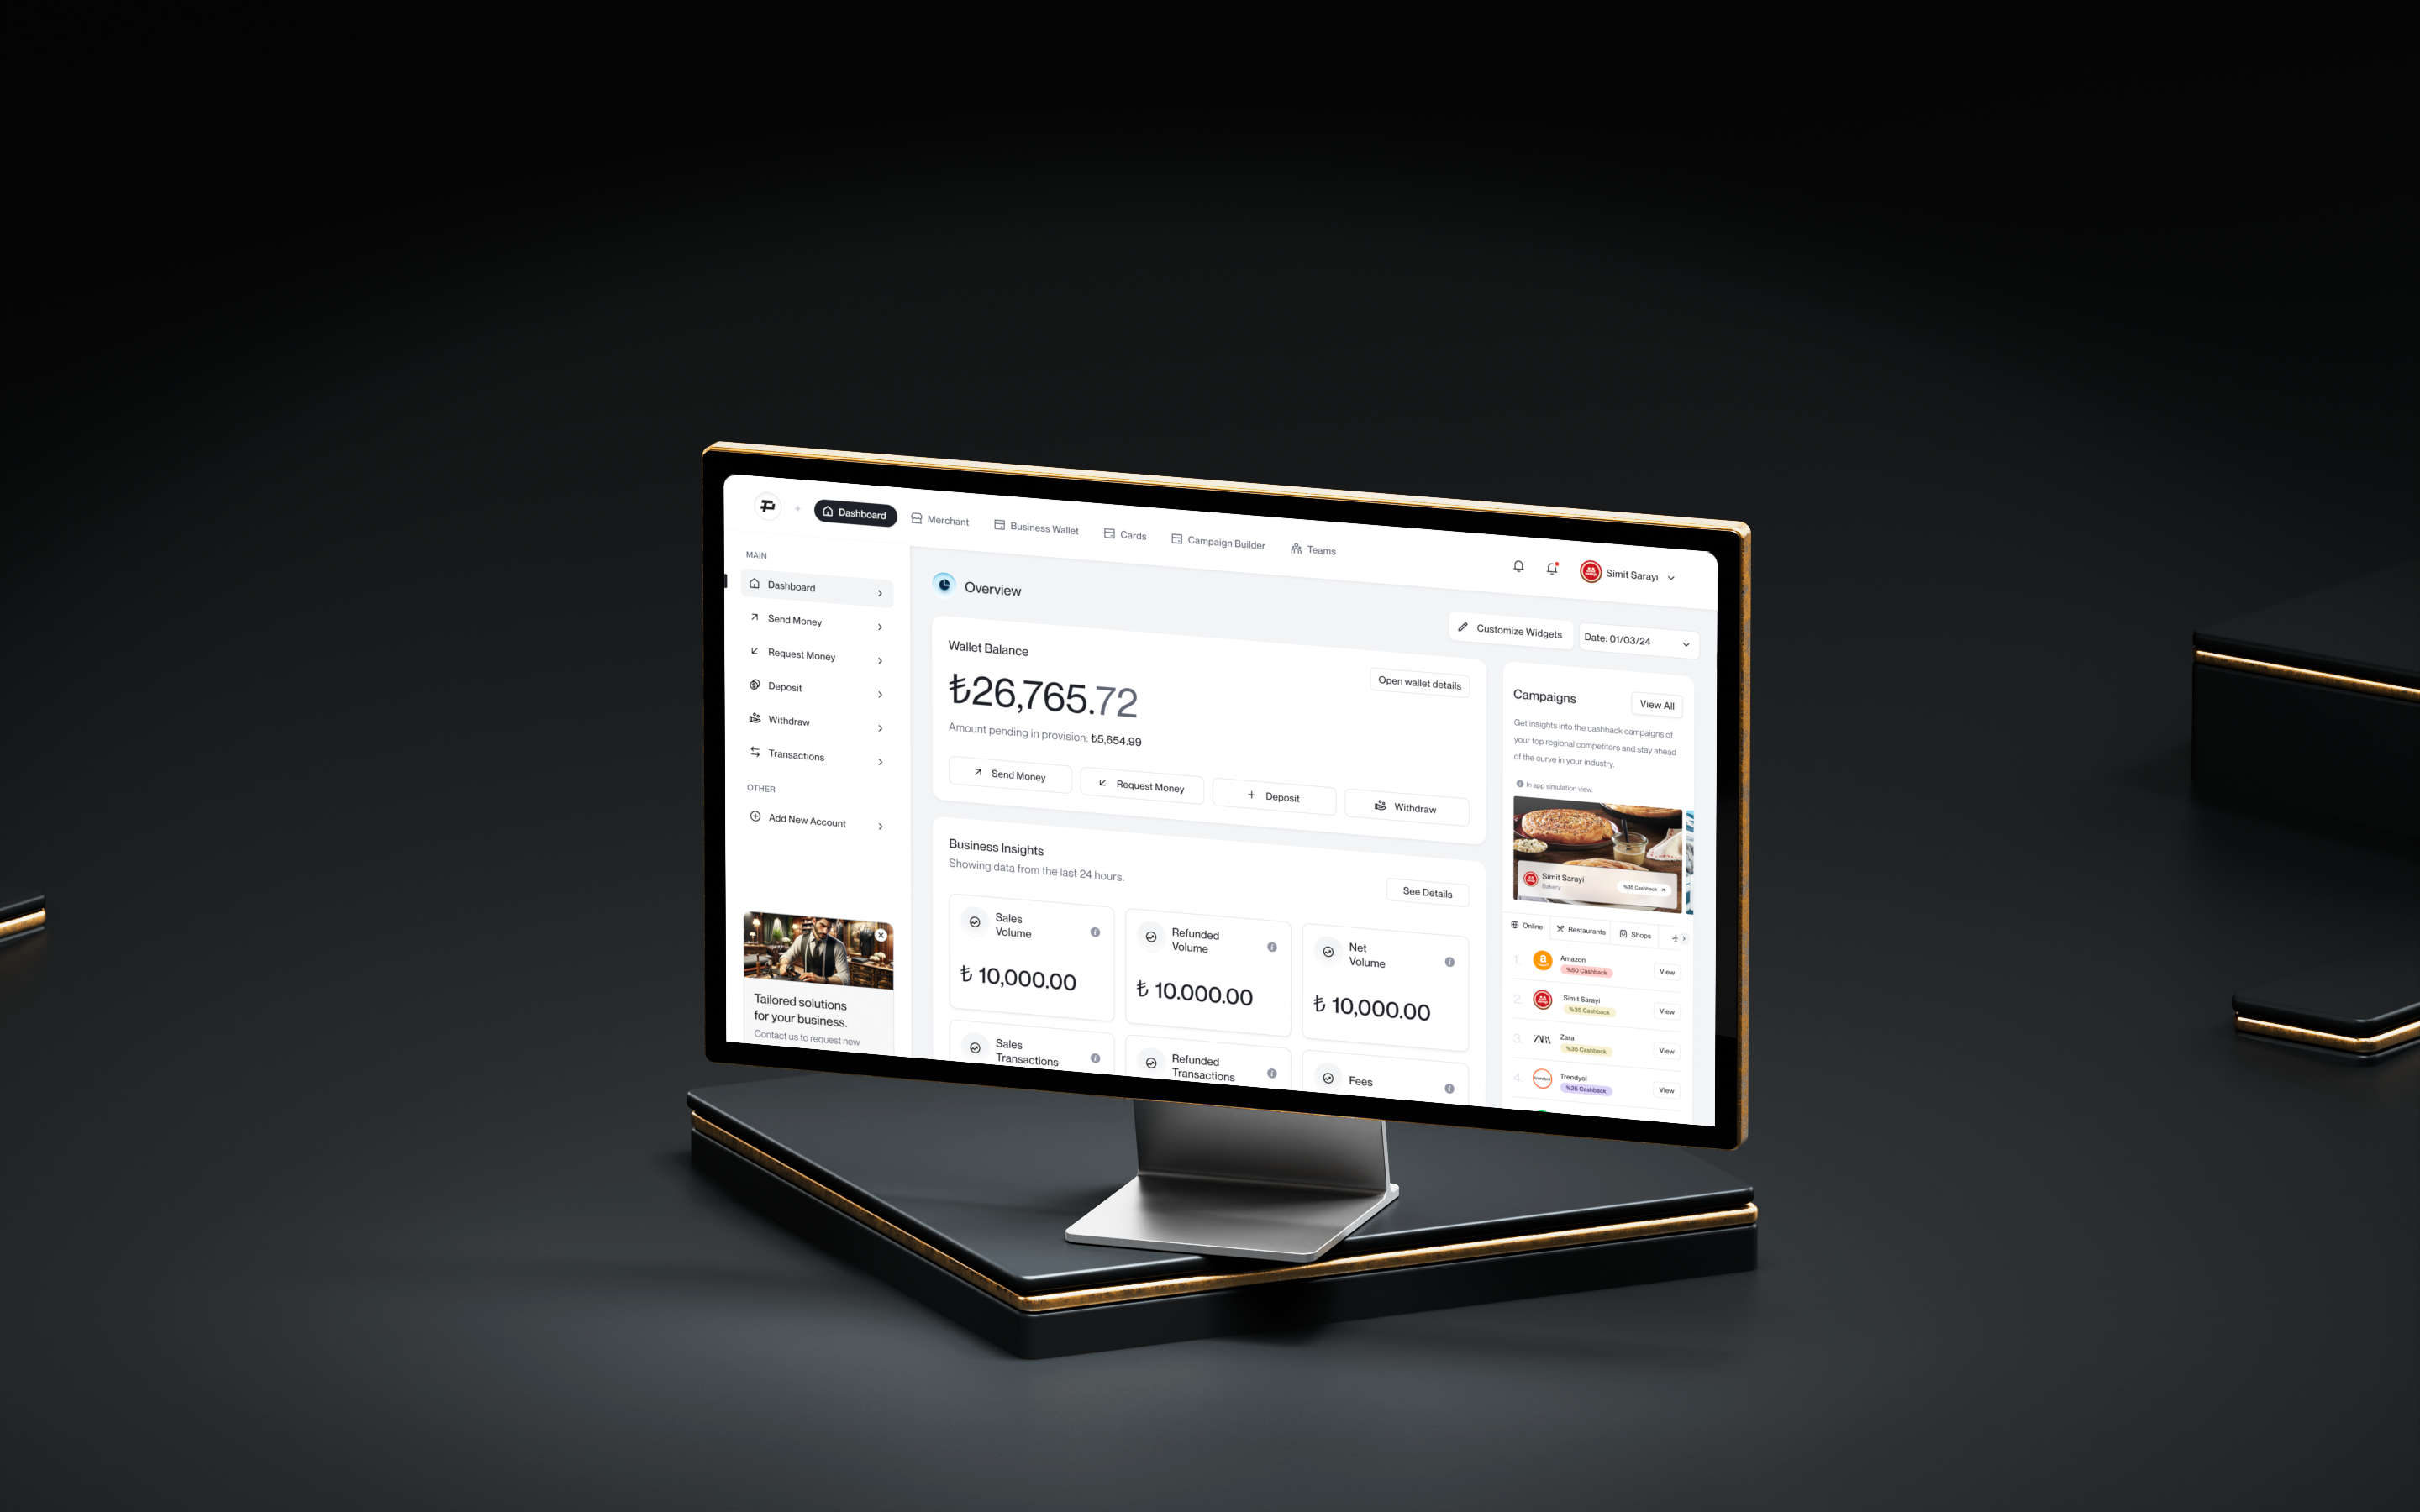 Dashboard
Merchant
Business Wallet
Cards
Campaign Builder
Teams
Simit Sarayı
MAIN
Dashboard
Send Money
Request Money
Deposit
Withdraw
Transactions
OTHER
Add New Account
Tailored solutions
for your business.
Contact us to request new
Overview
Customize Widgets
Date: 01/03/24
Wallet Balance
₺26,765.72
Amount pending in provision: ₺5,654.99
Open wallet details
Send Money
Request Money
Deposit
Withdraw
Business Insights
Showing data from the last 24 hours.
See Details
Sales
Volume
₺ 10,000.00
Refunded
Volume
₺ 10.000.00
Net
Volume
₺ 10,000.00
Sales
Transactions
Refunded
Transactions
Fees
Campaigns
View All
Get insights into the cashback campaigns of
your top regional competitors and stay ahead
of the curve in your industry.
In app simulation view.
Simit Sarayi
Bakery
%35 Cashback
Online
Restaurants
Shops
1.
Amazon
%50 Cashback
View
2.
Simit Sarayi
%35 Cashback
View
3.
ZARA
Zara
%35 Cashback
View
4.
Trendyol
%25 Cashback
View